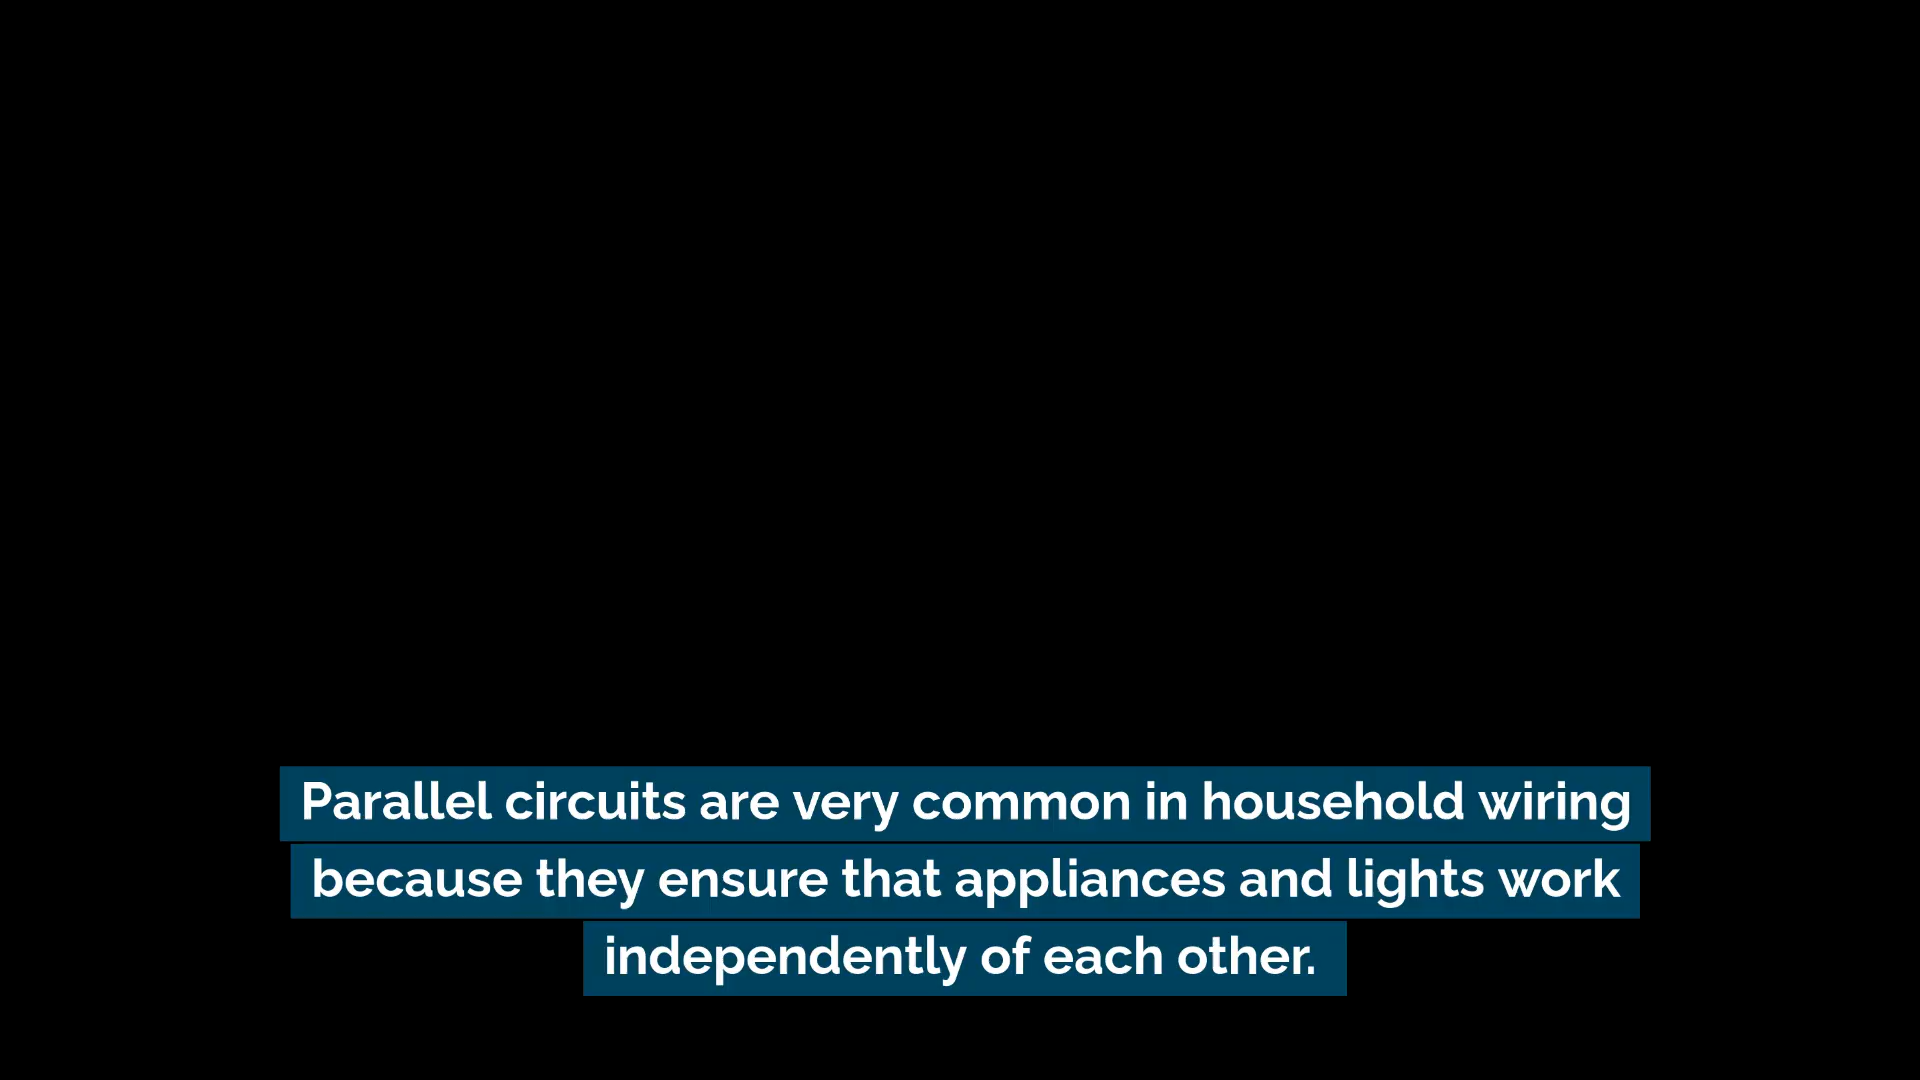 Parallel circuits are very common in household wiring
because they ensure that appliances and lights work
independently of each other.